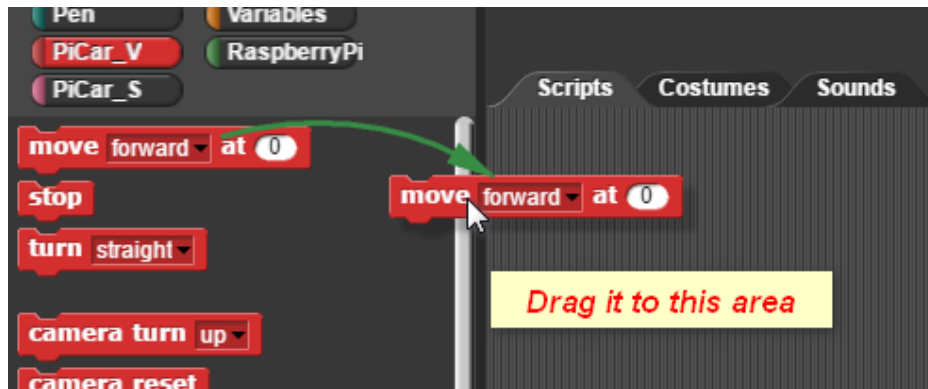 Pen
Variables
PiCar_V
RaspberryPi
PiCar_S
Scripts
Costumes
Sounds
move forward at 0
stop
turn straight
camera turn up
camera reset
move forward at 0
Drag it to this area